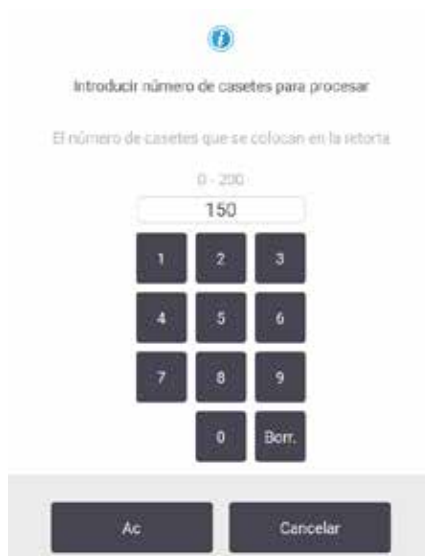 Introducir número de casetes para procesar
El número de casetes que se colocan en la retorta
0 - 200
150
1 2 3
4 5 6
7 8 9
0 Borr.
Ac Cancelar